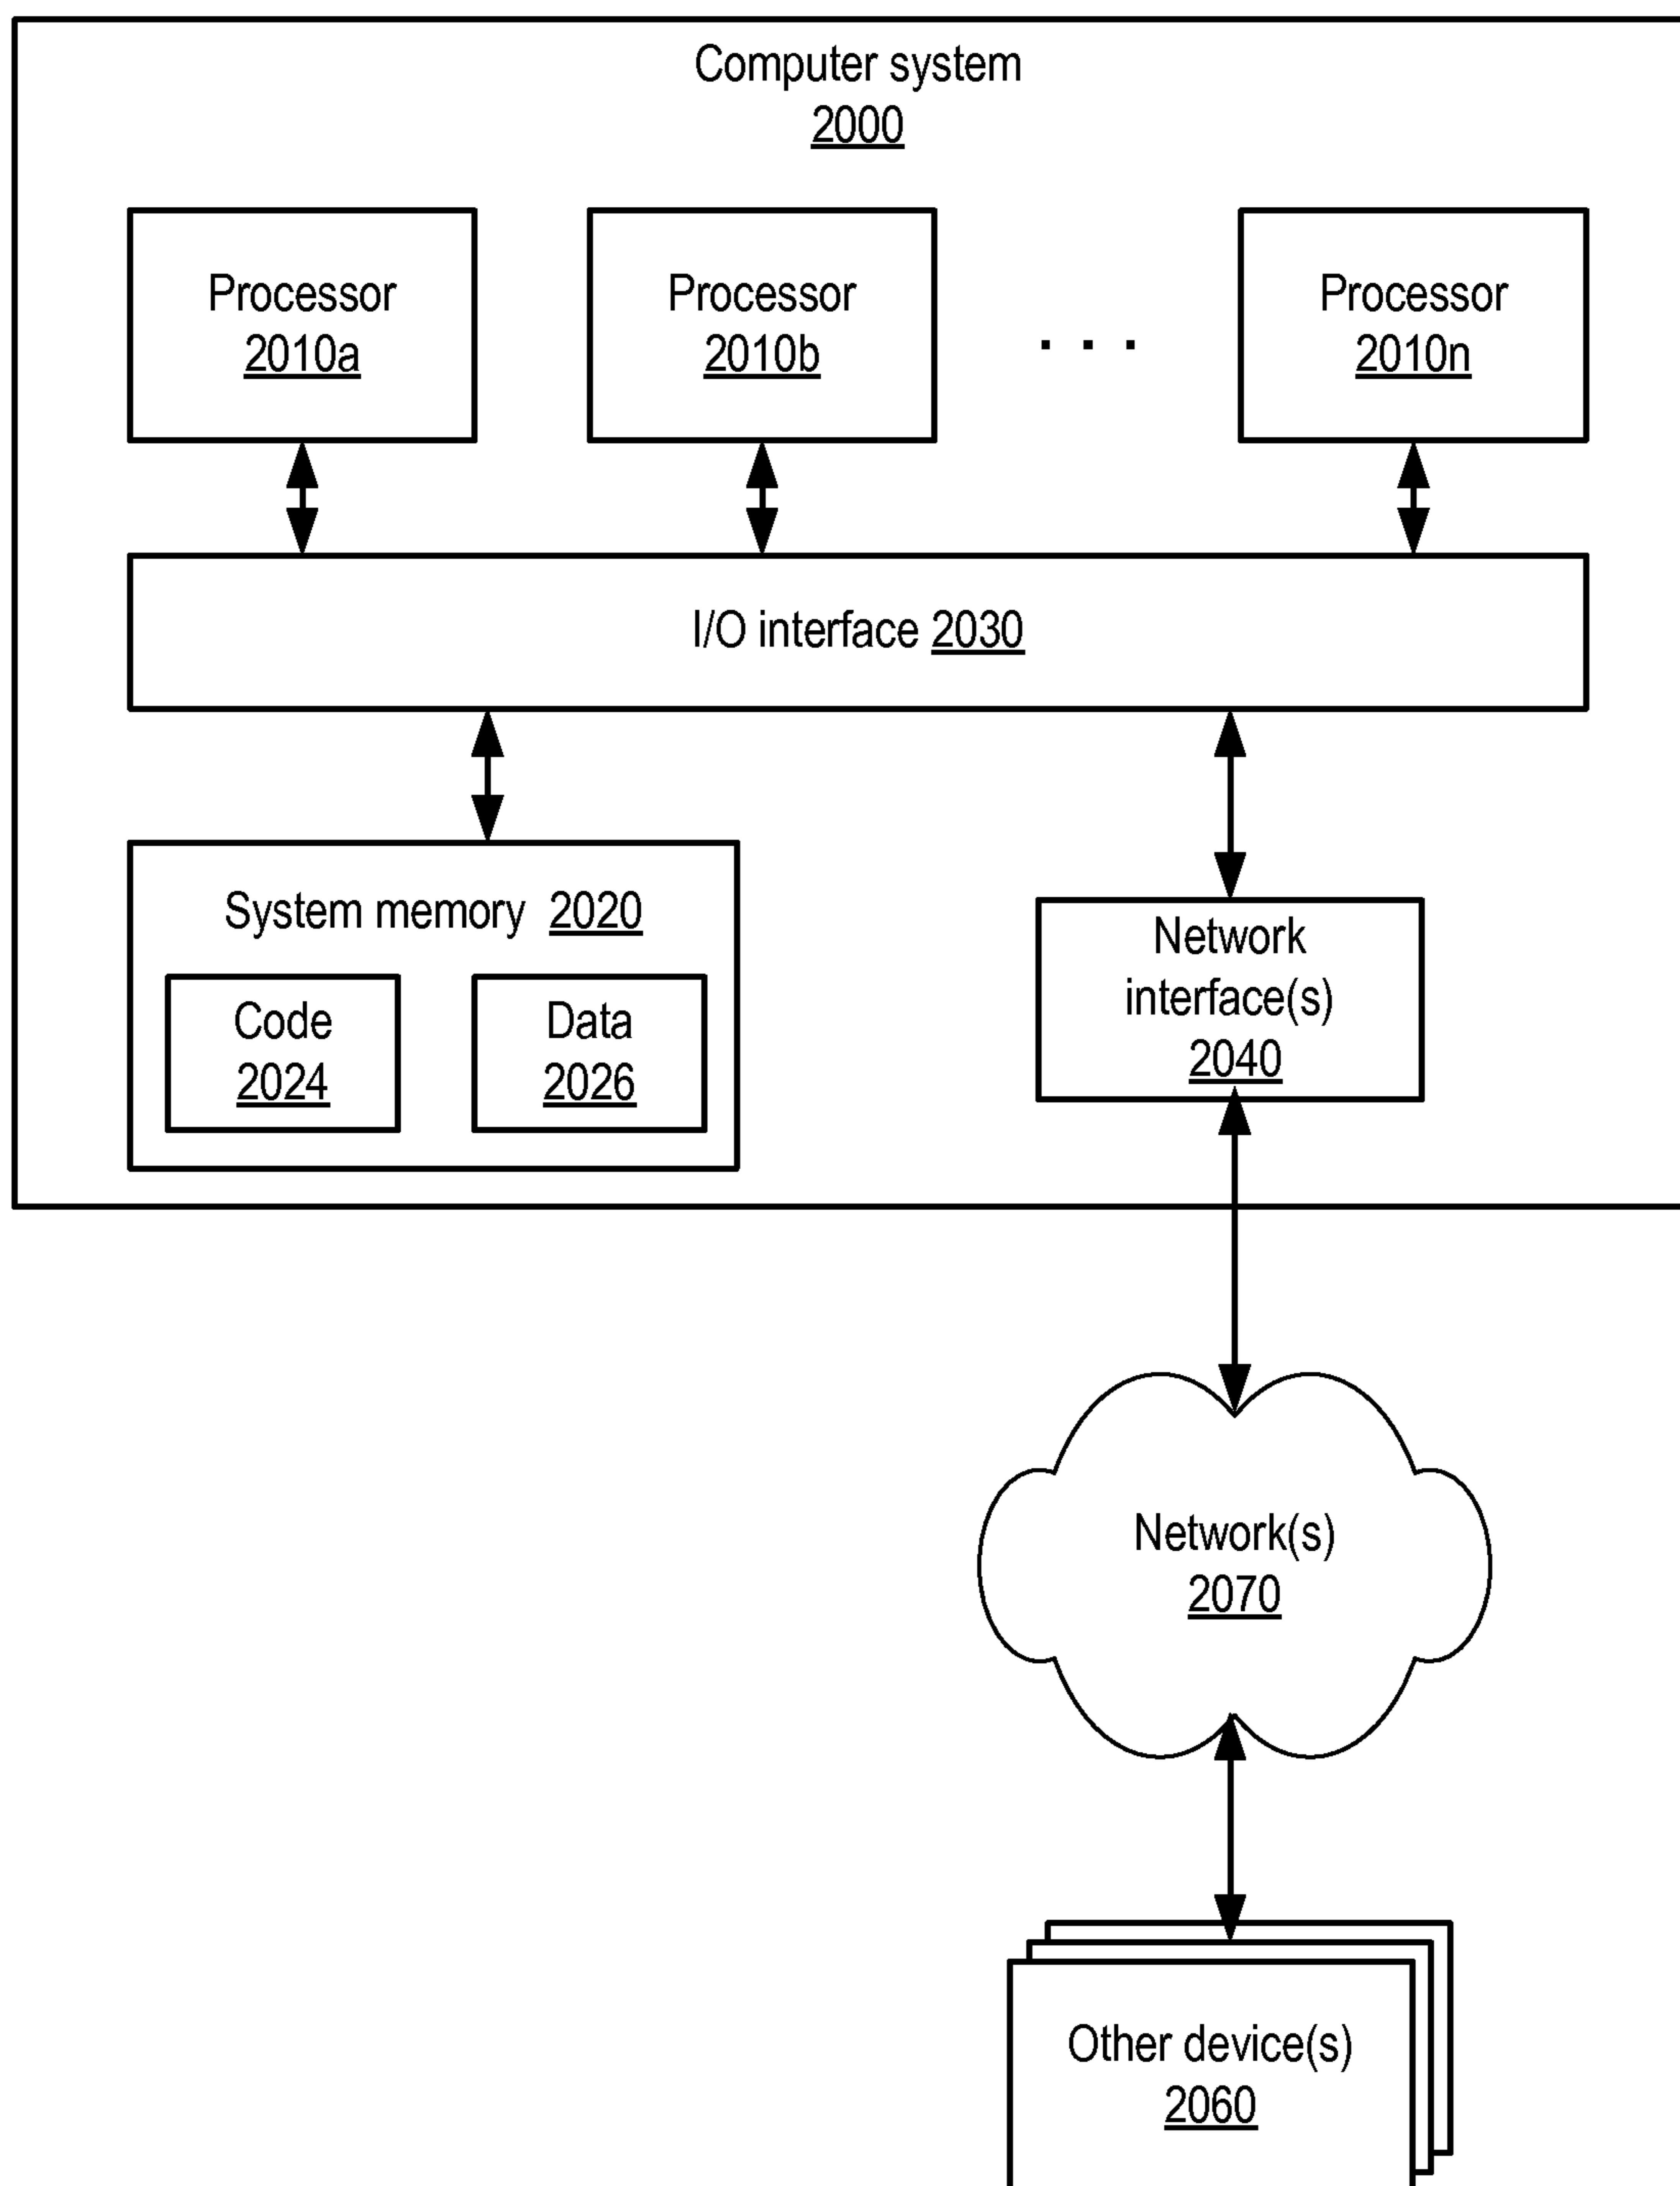 Computer system
2000
Processor
2010a
Processor
2010b
. . .
Processor
2010n
I/O interface 2030
System memory 2020
Code
2024
Data
2026
Network
interface(s)
2040
Network(s)
2070
Other device(s)
2060